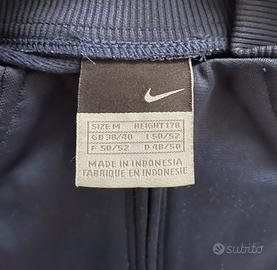 SIZE M HEIGHT 178
GB 38/40 I 50/52
F 50/52 D 48/50
MADE IN INDONESIA
FABRIQUE EN INDONESIE
subito